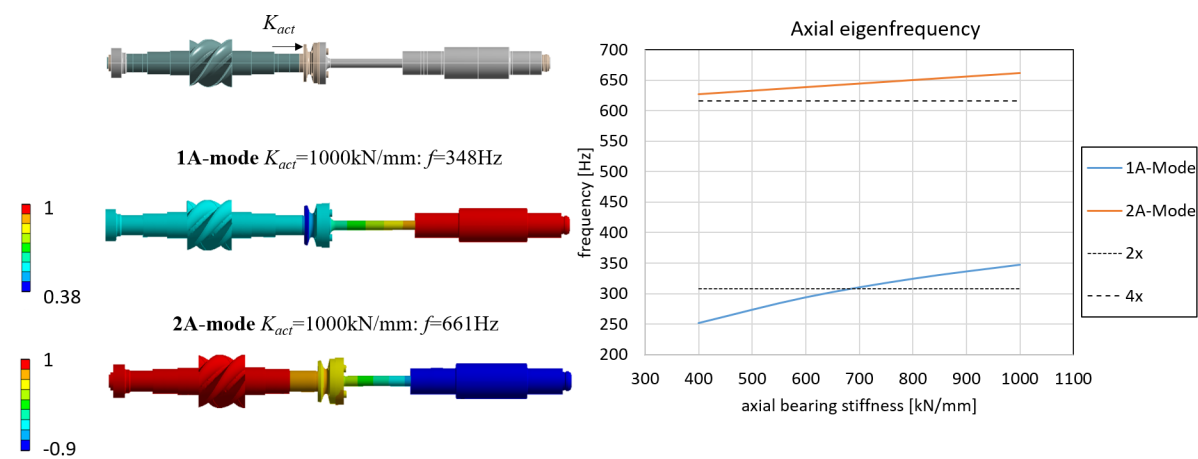 K_act
1A-mode K_act=1000kN/mm: f=348Hz
1
0.38
2A-mode K_act=1000kN/mm: f=661Hz
1
-0.9
Axial eigenfrequency
700
650
600
550
500
450
400
350
300
250
200
frequency [Hz]
300 400 500 600 700 800 900 1000 1100
axial bearing stiffness [kN/mm]
1A-Mode
2A-Mode
2x
4x